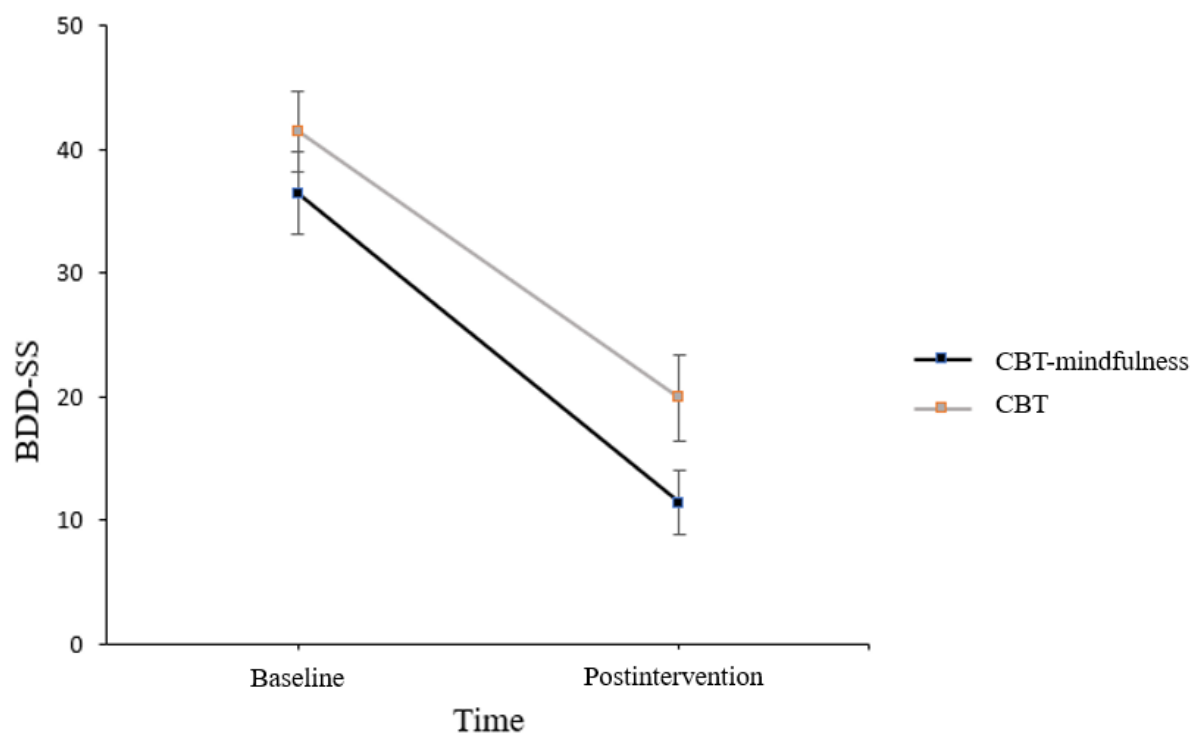 50
40
30
20
10
0
BDD-SS
Baseline
Postintervention
Time
CBT-mindfulness
CBT